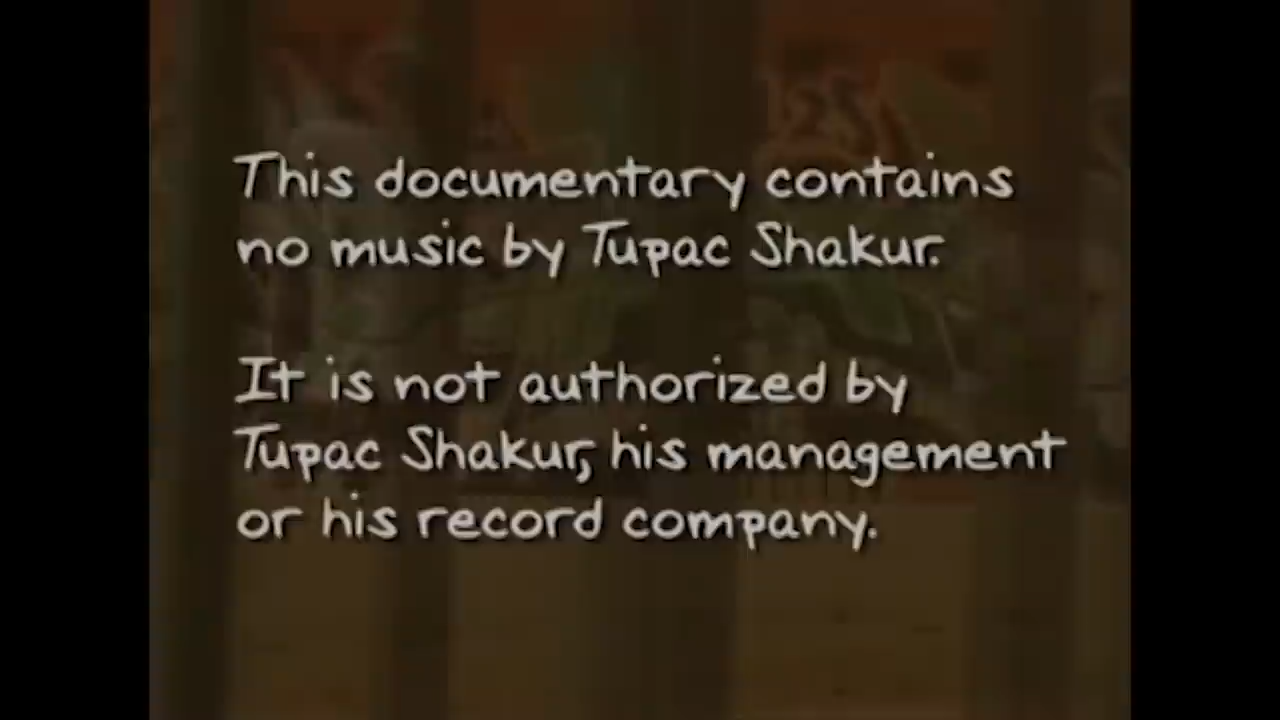 This documentary contains
no music by Tupac Shakur.
It is not authorized by
Tupac Shakur, his management
or his record company.